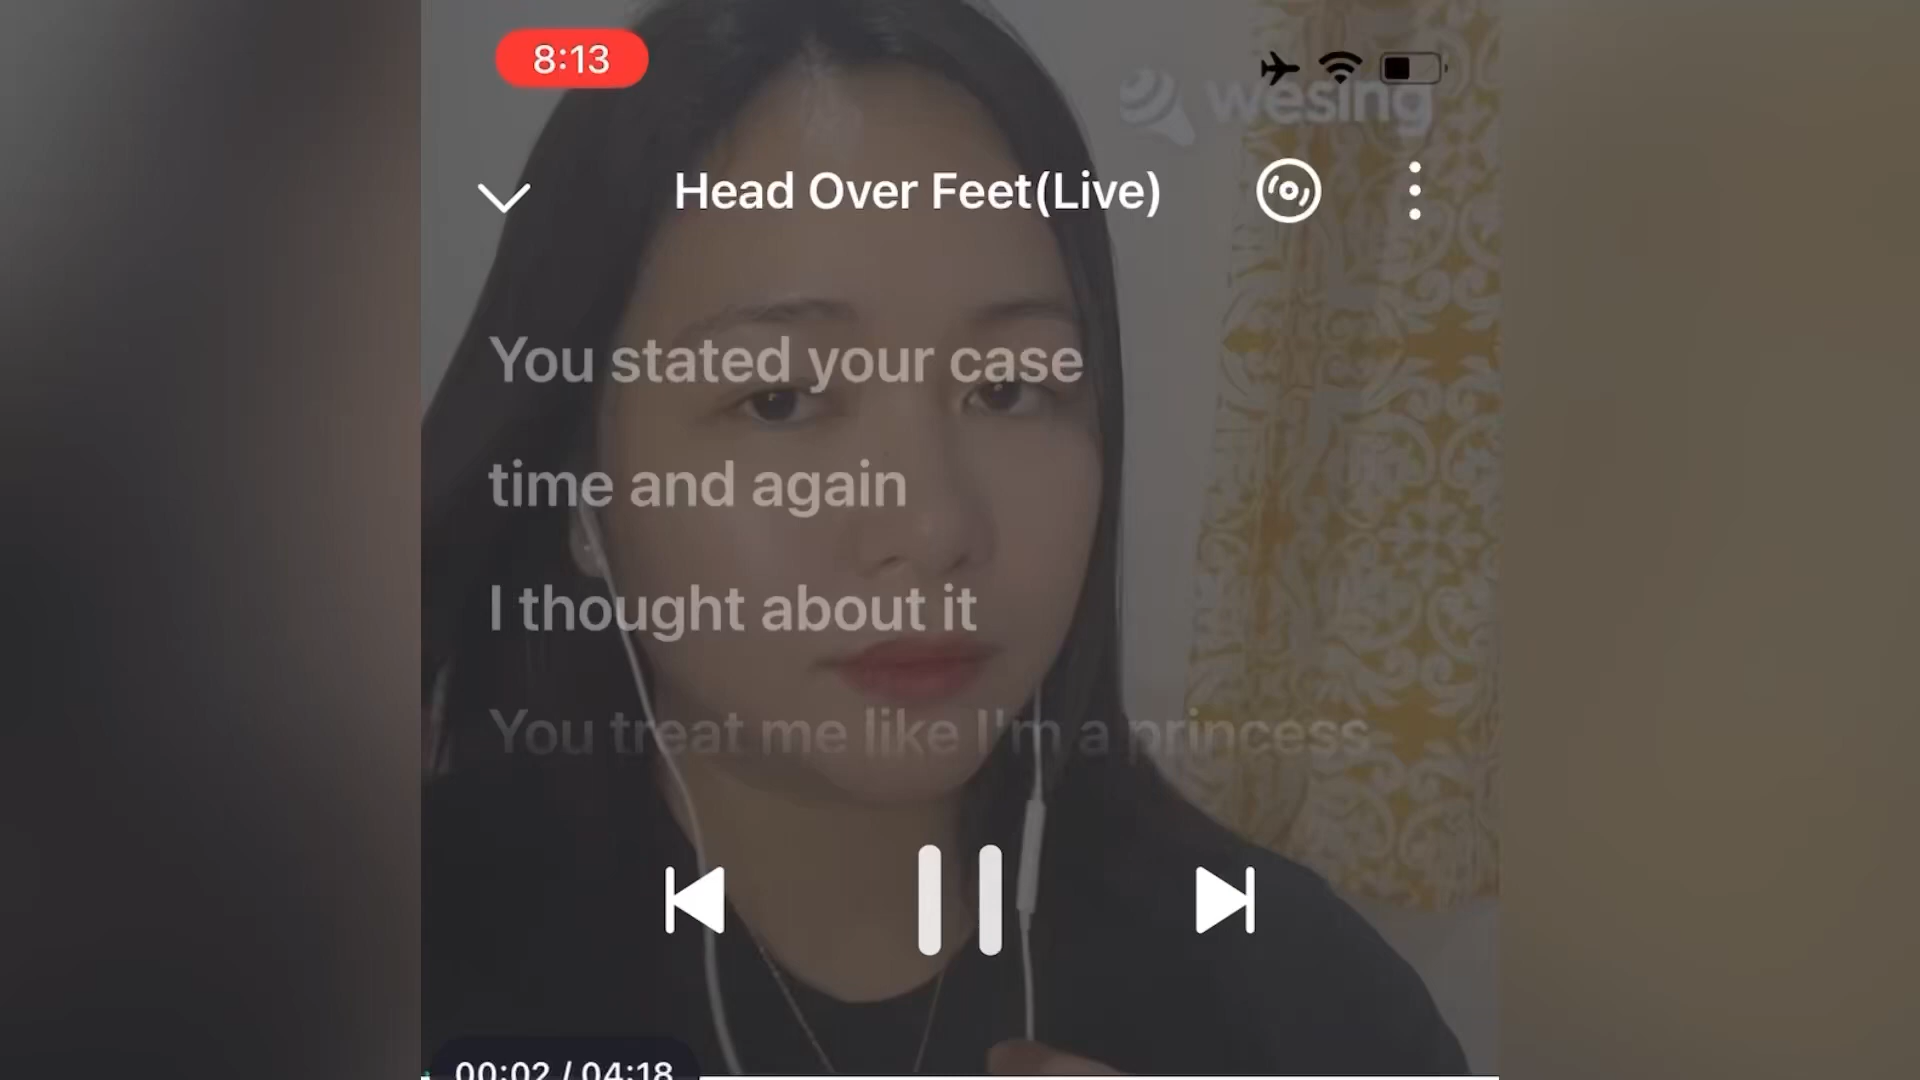 8:13
wesing
Head Over Feet(Live)
You stated your case
time and again
I thought about it
You treat me like I'm a princess
00:02 / 04:18